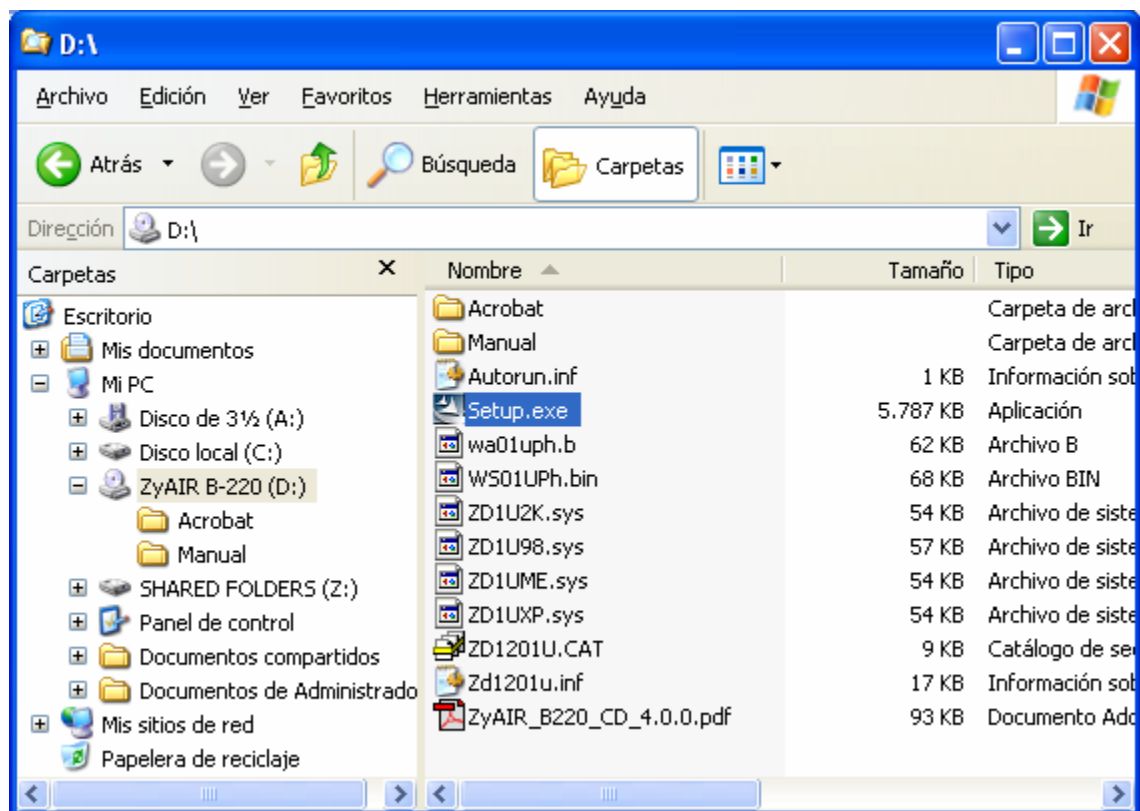 D:\
Archivo Edición Ver Favoritos Herramientas Ayuda
Atrás Búsqueda Carpetas
Dirección D:\ Ir
Carpetas X
Escritorio
Mis documentos
Mi PC
Disco de 3½ (A:)
Disco local (C:)
ZyAIR B-220 (D:)
Acrobat
Manual
SHARED FOLDERS (Z:)
Panel de control
Documentos compartidos
Documentos de Administrado
Mis sitios de red
Papelera de reciclaje
Nombre Tamaño Tipo
Acrobat Carpeta de arcl
Manual Carpeta de arcl
Autorun.inf 1 KB Información sob
Setup.exe 5.787 KB Aplicación
wa01uph.b 62 KB Archivo B
WS01UPh.bin 68 KB Archivo BIN
ZD1U2K.sys 54 KB Archivo de siste
ZD1U98.sys 57 KB Archivo de siste
ZD1UME.sys 54 KB Archivo de siste
ZD1UXP.sys 54 KB Archivo de siste
ZD1201U.CAT 9 KB Catálogo de se
Zd1201u.inf 17 KB Información sob
ZyAIR_B220_CD_4.0.0.pdf 93 KB Documento Ado